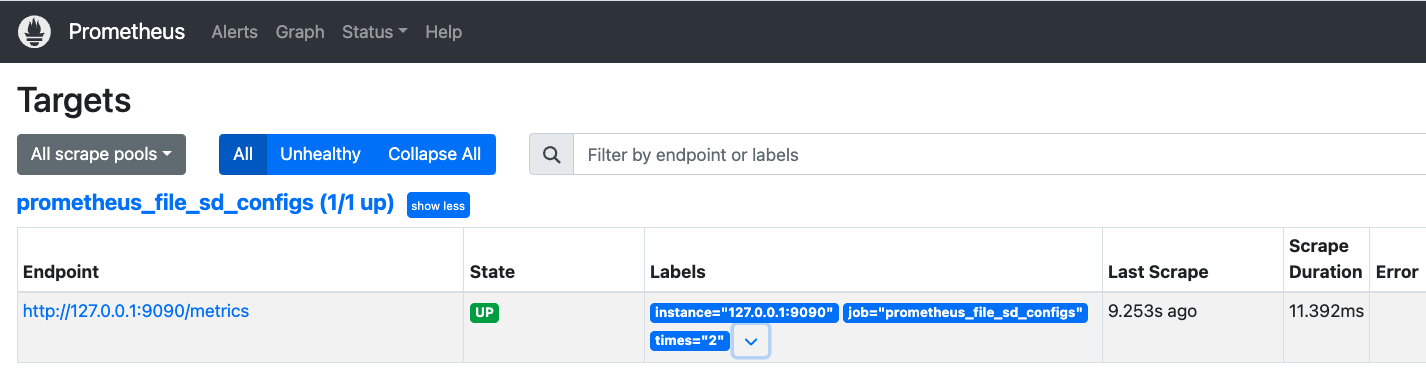 Prometheus Alerts Graph Status Help
Targets
All scrape pools All Unhealthy Collapse All Filter by endpoint or labels
prometheus_file_sd_configs (1/1 up) show less
Endpoint State Labels Last Scrape Scrape Duration Error
http://127.0.0.1:9090/metrics UP instance="127.0.0.1:9090" job="prometheus_file_sd_configs" 9.253s ago 11.392ms
times="2"